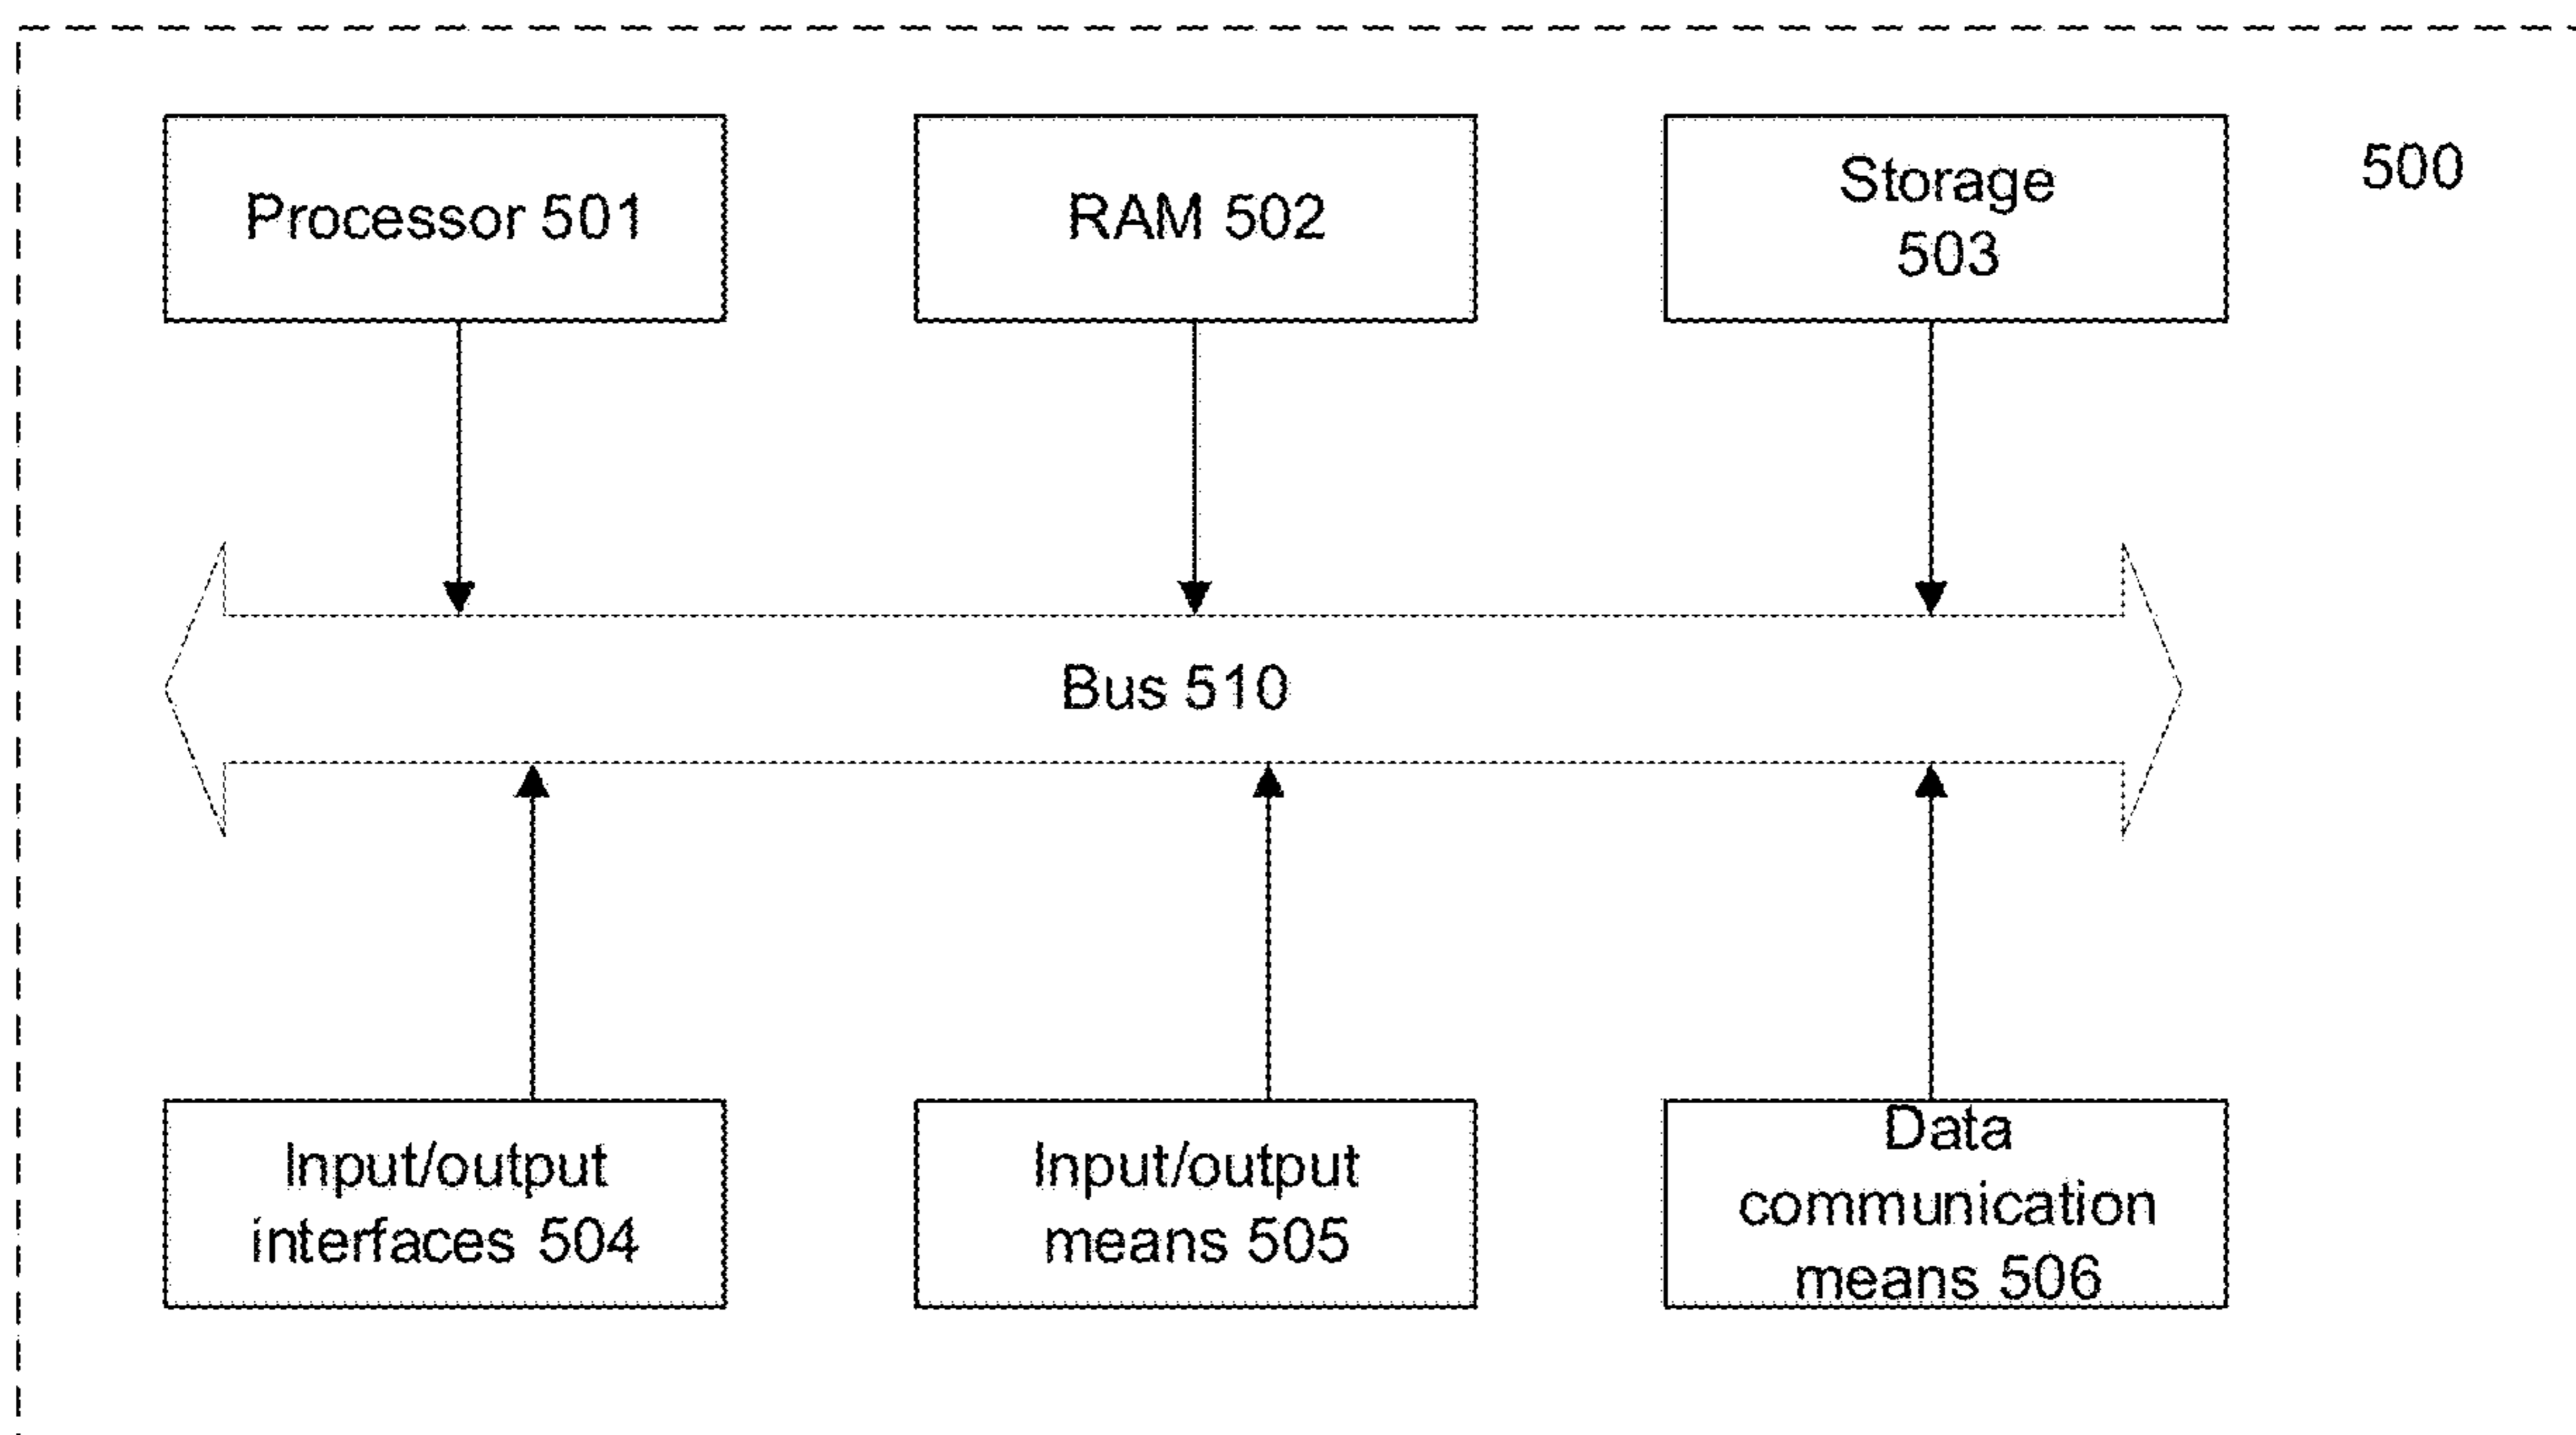 Processor 501
RAM 502
Storage
503
500
Bus 510
Input/output
interfaces 504
Input/output
means 505
Data
communication
means 506